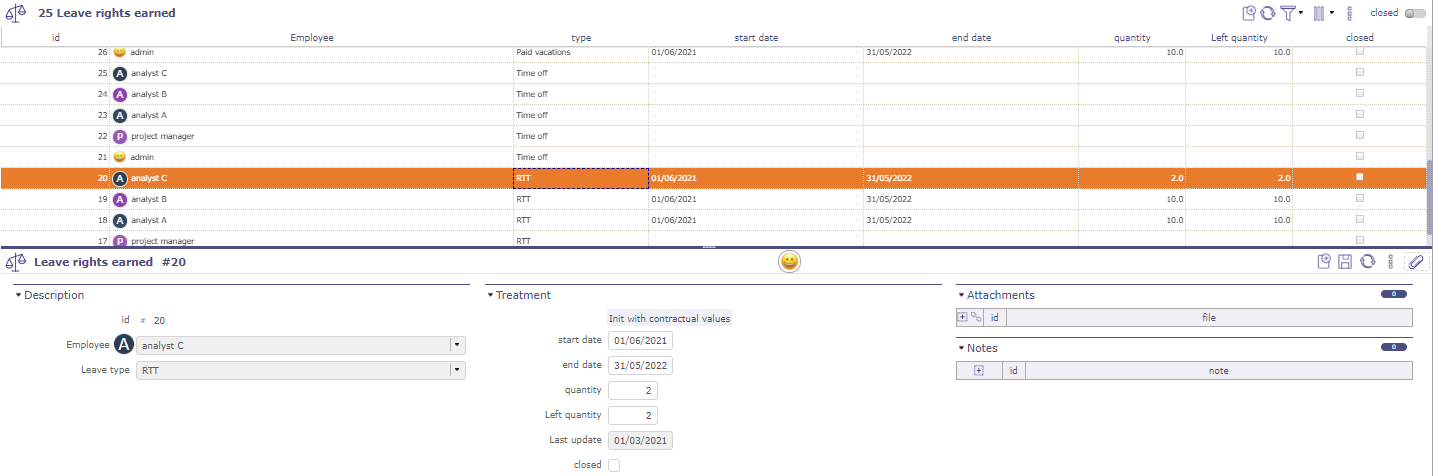 25 Leave rights earned closed
id Employee type start date end date quantity Left quantity closed
26 admin Paid vacations 01/06/2021 31/05/2022 10.0 10.0
25 A analyst C Time off
24 A analyst B Time off
23 A analyst A Time off
22 P project manager Time off
21 admin Time off
20 A analyst C RTT 01/06/2021 31/05/2022 2.0 2.0
19 A analyst B RTT 01/06/2021 31/05/2022 10.0 10.0
18 A analyst A RTT 01/06/2021 31/05/2022 10.0 10.0
17 P project manager RTT
Leave rights earned #20
Description
id # 20
Employee A analyst C
Leave type RTT
Treatment
Init with contractual values
start date 01/06/2021
end date 31/05/2022
quantity 2
Left quantity 2
Last update 01/03/2021
closed
Attachments 0
id file
Notes 0
id note